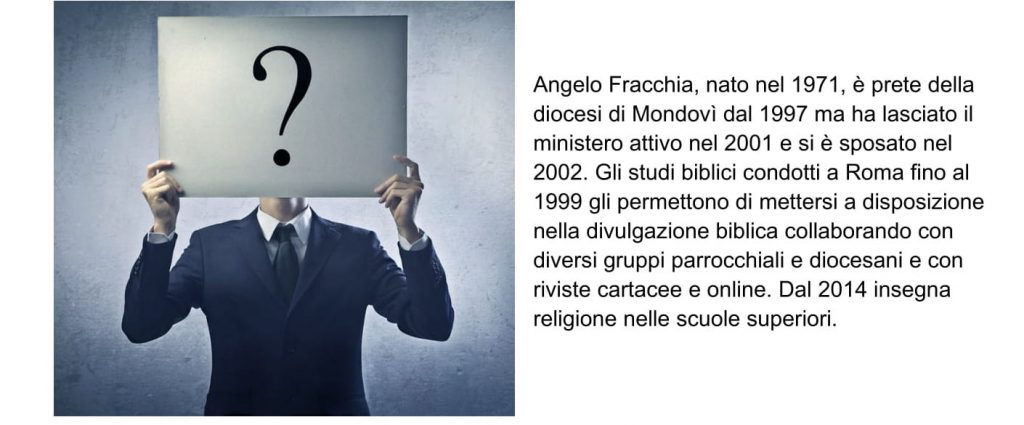 ?
Angelo Fracchia, nato nel 1971, è prete della
diocesi di Mondovì dal 1997 ma ha lasciato il
ministero attivo nel 2001 e si è sposato nel
2002. Gli studi biblici condotti a Roma fino al
1999 gli permettono di mettersi a disposizione
nella divulgazione biblica collaborando con
diversi gruppi parrocchiali e diocesani e con
riviste cartacee e online. Dal 2014 insegna
religione nelle scuole superiori.